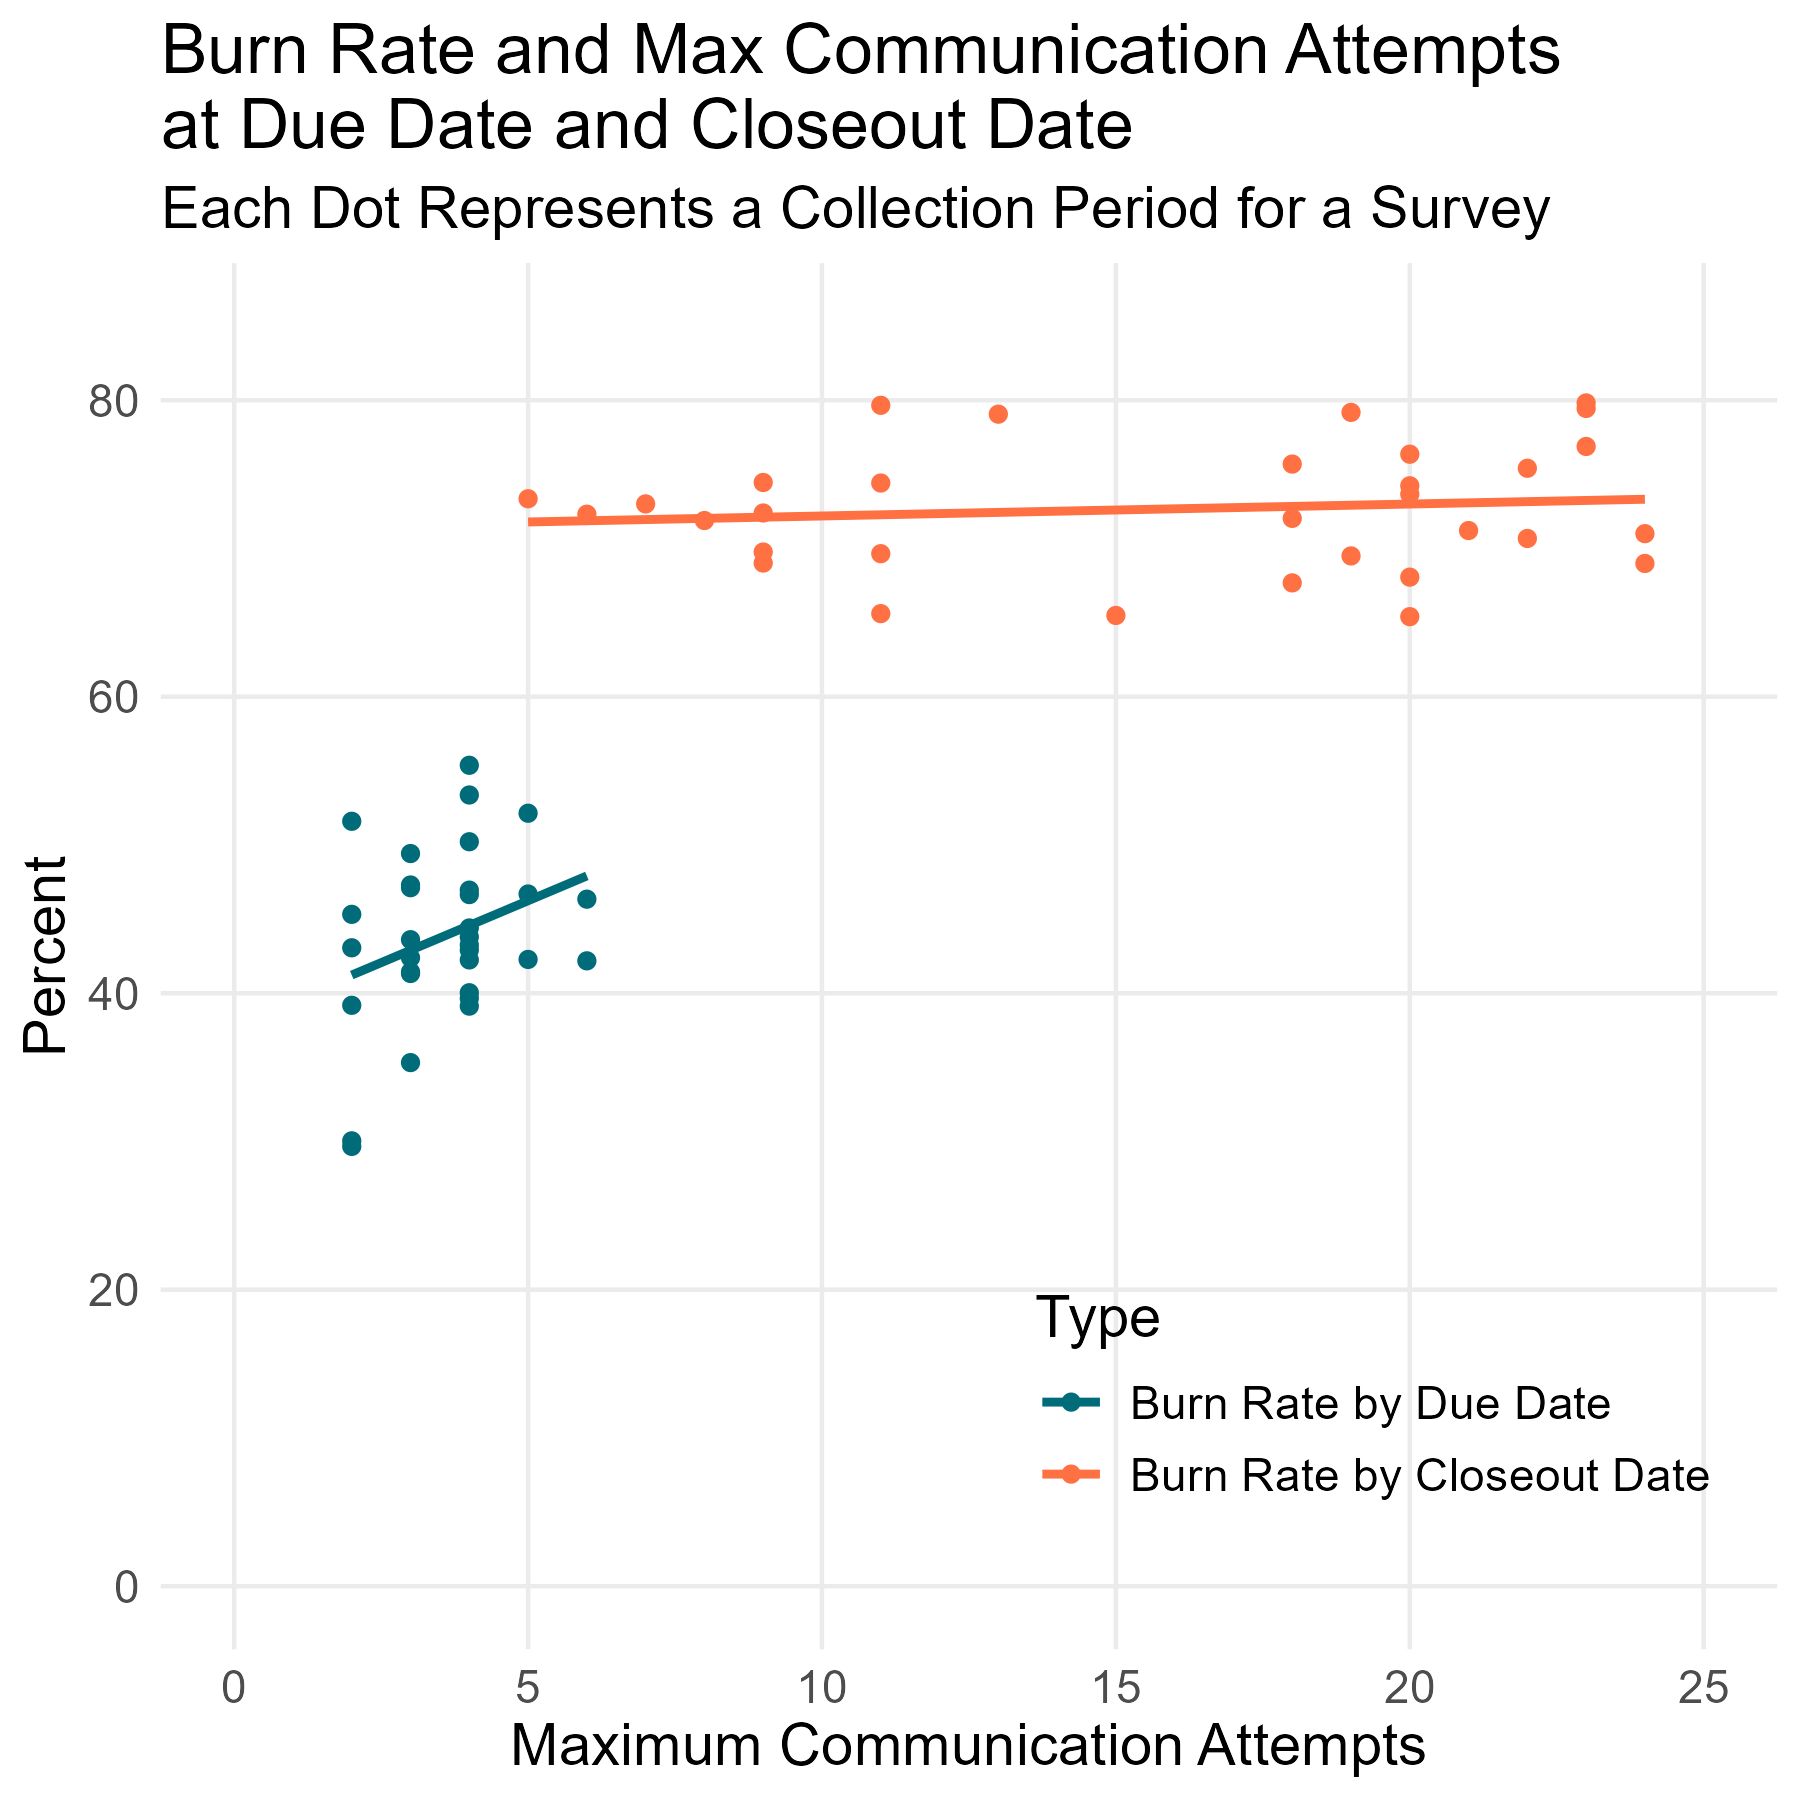 Burn Rate and Max Communication Attempts
at Due Date and Closeout Date
Each Dot Represents a Collection Period for a Survey
80
60
40
20
0
Percent
Type
Burn Rate by Due Date
Burn Rate by Closeout Date
0
5
10
15
20
25
Maximum Communication Attempts